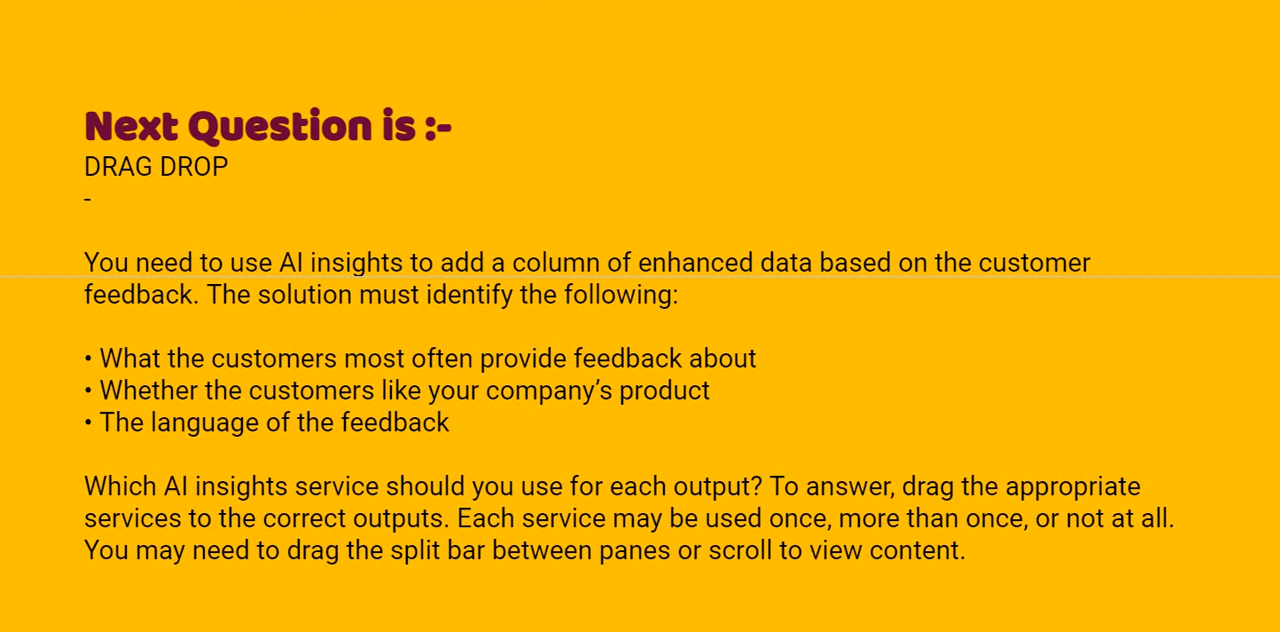 Next Question is :-
DRAG DROP
-
You need to use AI insights to add a column of enhanced data based on the customer
feedback. The solution must identify the following:
• What the customers most often provide feedback about
• Whether the customers like your company’s product
• The language of the feedback
Which AI insights service should you use for each output? To answer, drag the appropriate
services to the correct outputs. Each service may be used once, more than once, or not at all.
You may need to drag the split bar between panes or scroll to view content.